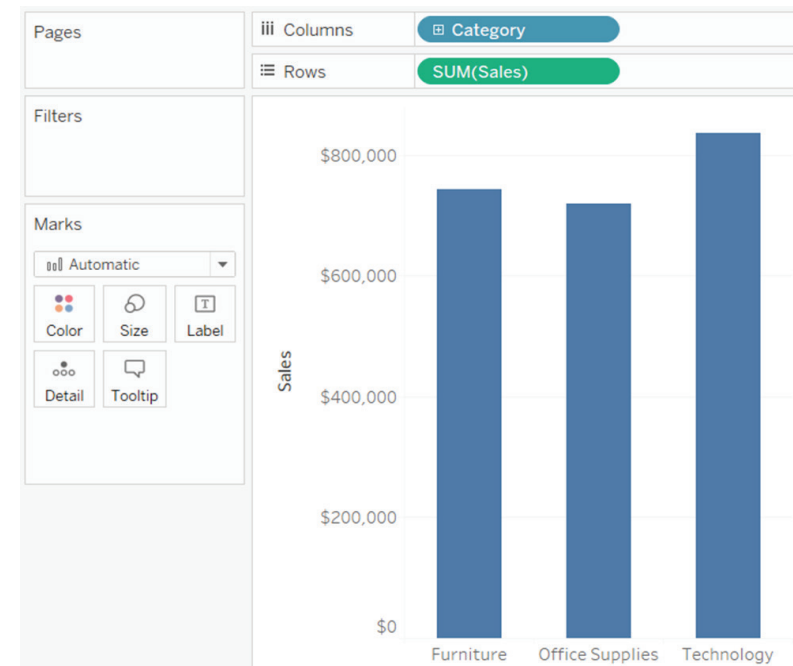 Pages
Columns
Category
Rows
SUM(Sales)
Filters
Marks
Automatic
Color
Size
T
Label
Detail
Tooltip
Sales
$800,000
$600,000
$400,000
$200,000
$0
Furniture
Office Supplies
Technology